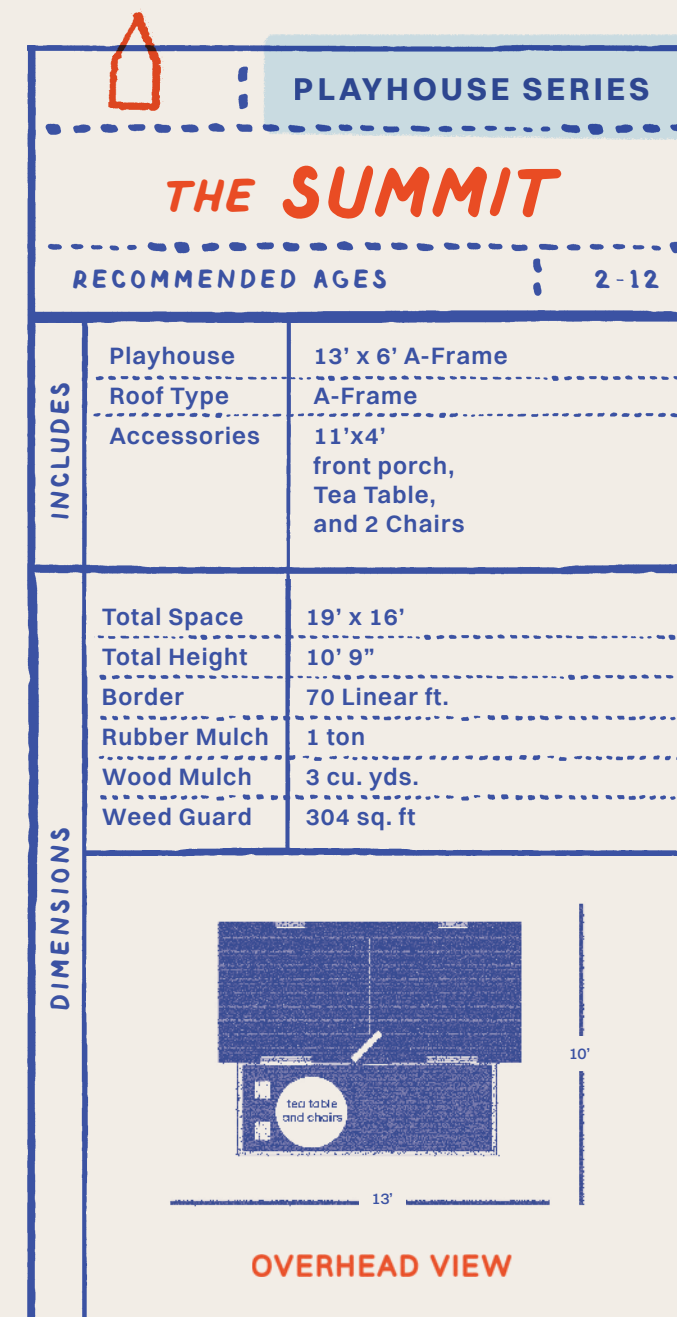 PLAYHOUSE SERIES
THE SUMMIT
RECOMMENDED AGES 2-12
INCLUDES
Playhouse 13’ x 6’ A-Frame
Roof Type A-Frame
Accessories 11’x4’
front porch,
Tea Table,
and 2 Chairs
DIMENSIONS
Total Space 19’ x 16’
Total Height 10’ 9”
Border 70 Linear ft.
Rubber Mulch 1 ton
Wood Mulch 3 cu. yds.
Weed Guard 304 sq. ft
10’
tea table
and chairs
13’
OVERHEAD VIEW